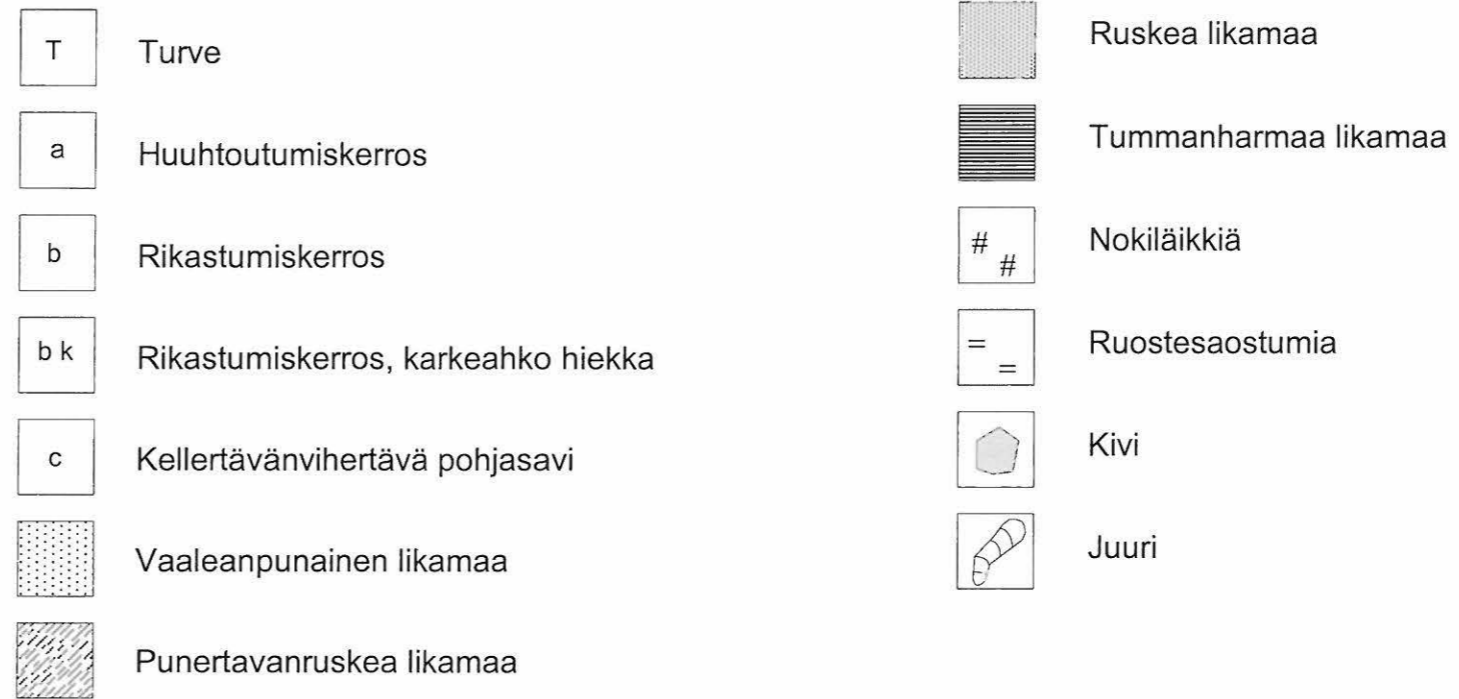 T Turve
a Huuhtoutumiskerros
b Rikastumiskerros
b k Rikastumiskerros, karkeahko hiekka
c Kellertävänvihertävä pohjasavi
Vaaleanpunainen likamaa
Punertavanruskea likamaa
Ruskea likamaa
Tummanharmaa likamaa
# # Nokiläikkiä
= = Ruostesaostumia
Kivi
Juuri